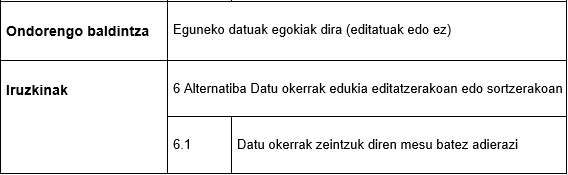 Ondorengo baldintza Eguneko datuak egokiak dira (editatuak edo ez)
Iruzkinak 6 Alternatiba Datu okerrak edukia editatzerakoan edo sortzerakoan
6.1 Datu okerrak zeintzuk diren mesu batez adierazi